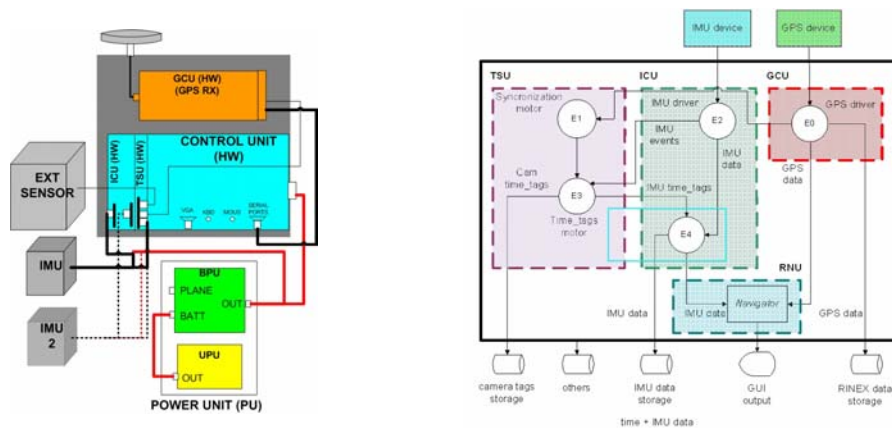 GCU (HW)
(GPS RX)
CONTROL UNIT
(HW)
ICU (HW)
TSU (HW)
EXT
SENSOR
VGA
KBD
MOUS
SERIAL
PORTS
IMU
IMU
2
BPU
PLANE
OUT
BATT
UPU
OUT
POWER UNIT (PU)
IMU device
GPS device
TSU
ICU
GCU
Syncronization
motor
IMU driver
GPS driver
E1
E2
E0
IMU
events
IMU
data
GPS
data
Cam
time_tags
IMU time_tags
E3
Time_tags
motor
E4
RNU
Navigator
IMU data
IMU data
GPS data
camera tags
storage
others
IMU data
storage
GUI
output
RINEX data
storage
time + IMU data